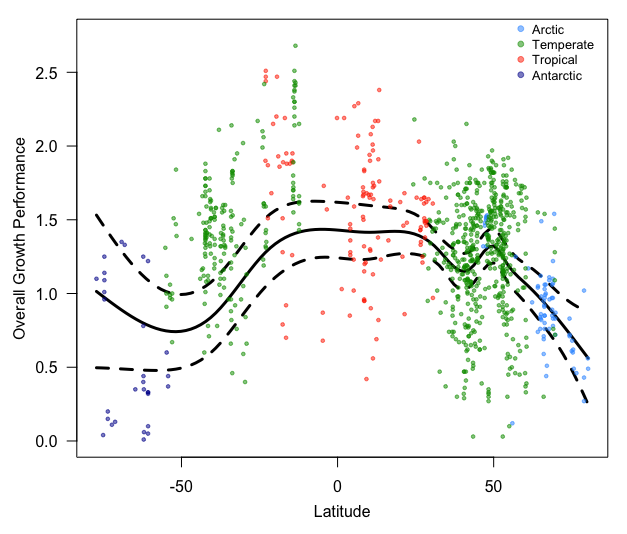 Arctic
Temperate
Tropical
Antarctic
Overall Growth Performance
2.5
2.0
1.5
1.0
0.5
0.0
-50 0 50
Latitude